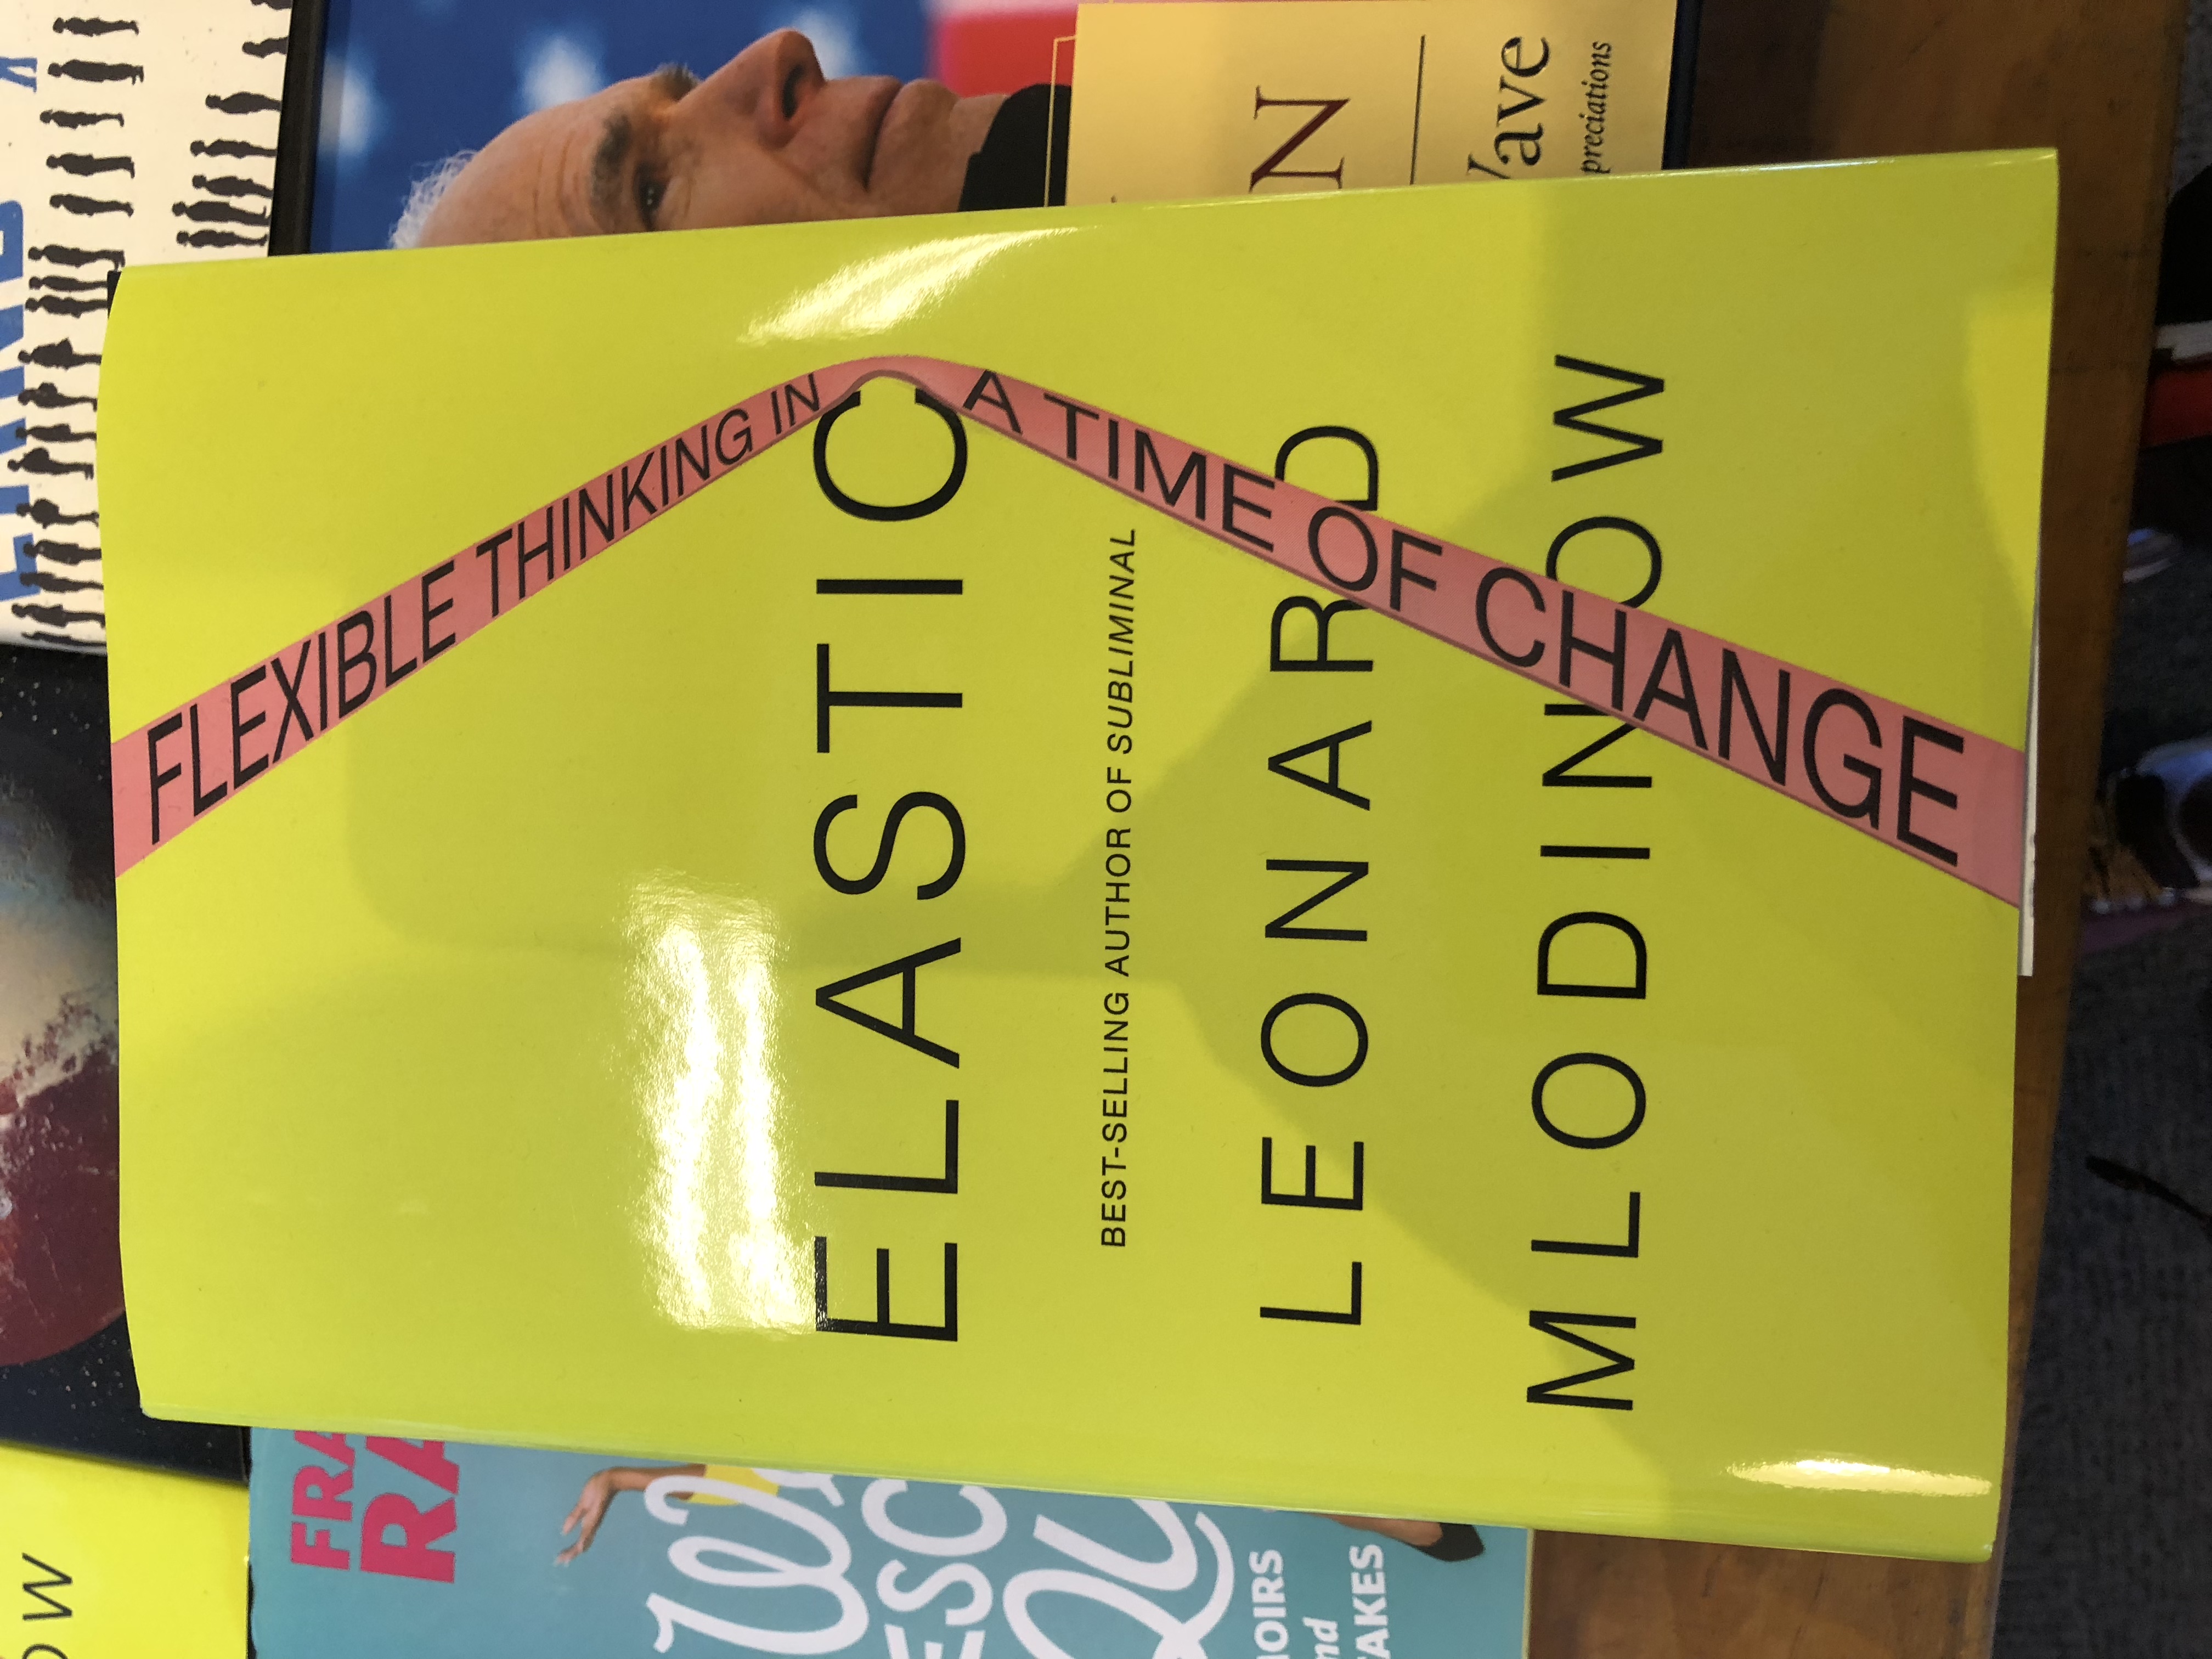 FLEXIBLE THINKING IN
A TIME OF CHANGE
ELASTIC
BEST-SELLING AUTHOR OF SUBLIMINAL
LEONARD
MLODINOW